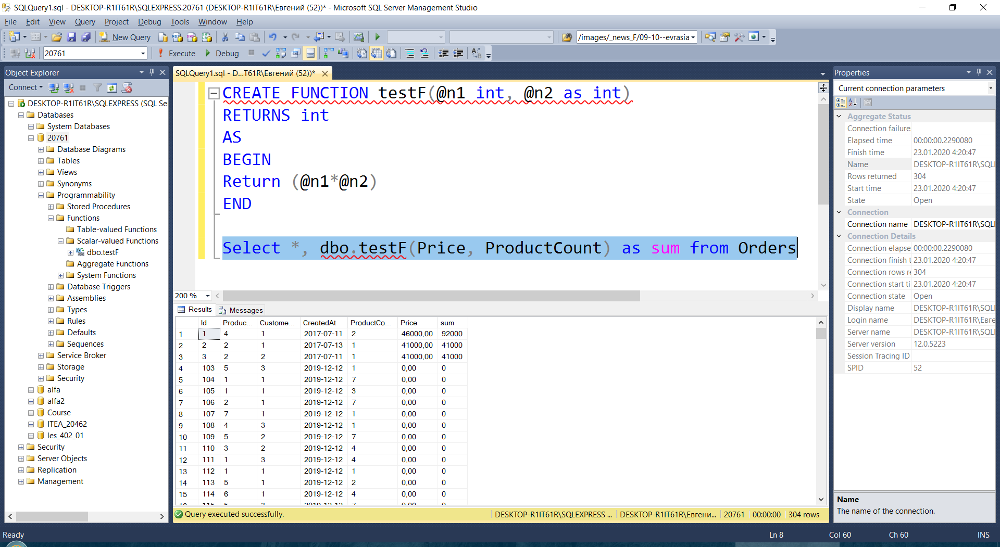 SQLQuery1.sql - DESKTOP-R1IT61R\SQLEXPRESS.20761 (DESKTOP-R1IT61R\Евгений (52))* - Microsoft SQL Server Management Studio
File Edit View Query Project Debug Tools Window Help
New Query /images/_news_F/09-10--evrasia
20761 Execute Debug
Object Explorer
Connect
DESKTOP-R1IT61R\SQLEXPRESS (SQL Se
Databases
System Databases
20761
Database Diagrams
Tables
Views
Synonyms
Programmability
Stored Procedures
Functions
Table-valued Functions
Scalar-valued Functions
dbo.testF
Aggregate Functions
System Functions
Database Triggers
Assemblies
Types
Rules
Defaults
Sequences
Service Broker
Storage
Security
alfa
alfa2
Course
ITEA_20462
les_402_01
Security
Server Objects
Replication
Management
SQLQuery1.sql - D...T61R\Евгений (52))*
CREATE FUNCTION testF(@n1 int, @n2 as int)
RETURNS int
AS
BEGIN
Return (@n1*@n2)
END
Select *, dbo.testF(Price, ProductCount) as sum from Orders
200 %
Results Messages
Id Produc... Custome... CreatedAt ProductCo... Price sum
1 1 4 1 2017-07-11 2 46000,00 92000
2 2 2 1 2017-07-13 1 41000,00 41000
3 3 2 2 2017-07-11 1 41000,00 41000
4 103 5 3 2019-12-12 1 0,00 0
5 104 1 1 2019-12-12 7 0,00 0
6 105 1 1 2019-12-12 3 0,00 0
7 106 2 1 2019-12-12 7 0,00 0
8 107 7 1 2019-12-12 1 0,00 0
9 108 4 3 2019-12-12 1 0,00 0
10 109 5 2 2019-12-12 7 0,00 0
11 110 3 2 2019-12-12 4 0,00 0
12 111 1 3 2019-12-12 4 0,00 0
13 112 1 1 2019-12-12 1 0,00 0
14 113 5 1 2019-12-12 2 0,00 0
15 114 6 1 2019-12-12 4 0,00 0
Query executed successfully. DESKTOP-R1IT61R\SQLEXPRESS ... DESKTOP-R1IT61R\Евгени... 20761 00:00:00 304 rows
Properties
Current connection parameters
Aggregate Status
Connection failure
Elapsed time 00:00:00.2290080
Finish time 23.01.2020 4:20:47
Name DESKTOP-R1IT61R\SQLI
Rows returned 304
Start time 23.01.2020 4:20:47
State Open
Connection
Connection name DESKTOP-R1IT61R\SQLI
Connection Details
Connection elapse 00:00:00.2290080
Connection finish t 23.01.2020 4:20:47
Connection rows re 304
Connection start ti 23.01.2020 4:20:47
Connection state Open
Display name DESKTOP-R1IT61R\SQLI
Login name DESKTOP-R1IT61R\Евге
Server name DESKTOP-R1IT61R\SQLI
Server version 12.0.5223
Session Tracing ID
SPID 52
Name
The name of the connection.
Ready Ln 8 Col 60 Ch 60 INS